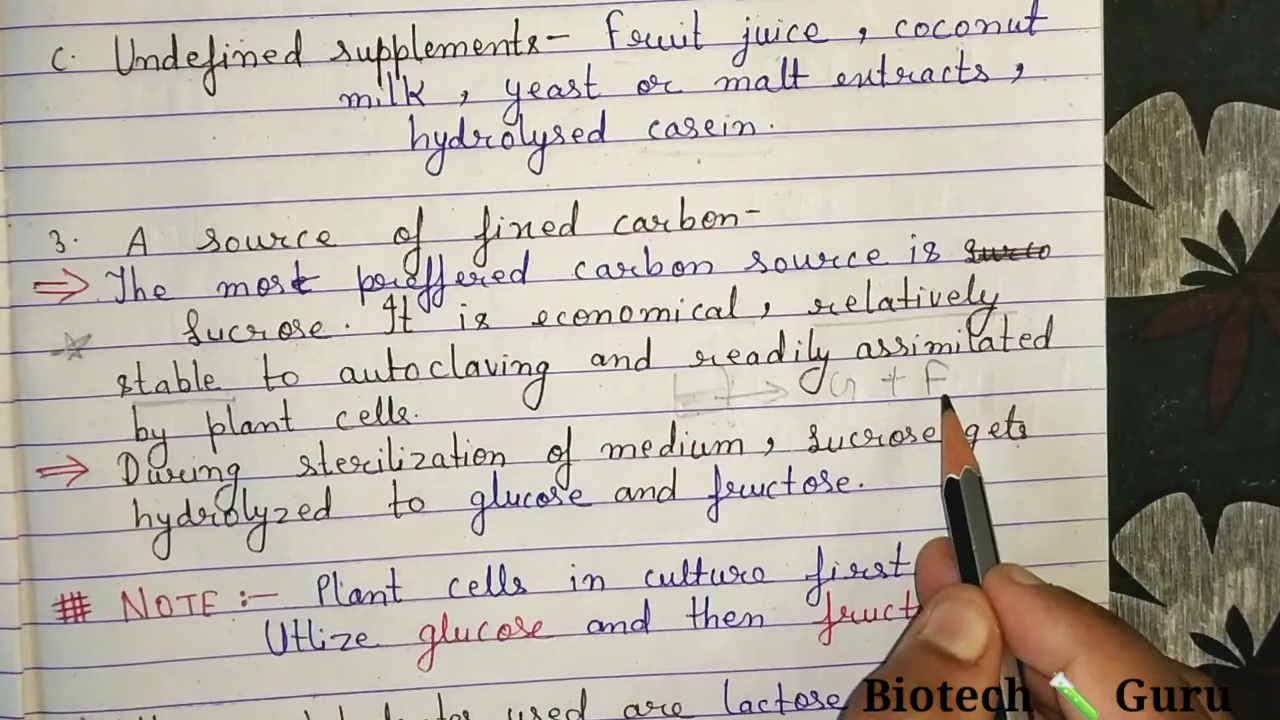 C. Undefined supplements- fruit juice, coconut
milk, yeast or malt extracts,
hydrolysed casein.
3. A source of fixed carbon-
⇒ The most preffered carbon source is
sucrose. It is economical, relatively
stable to autoclaving and readily assimilated
G + F
by plant cells.
⇒ During sterilization of medium, sucrose gets
hydrolyzed to glucose and fructose.
# NOTE :- Plant cells in culture first
Utlize glucose and then fruct
used are lactose
Biotech Guru